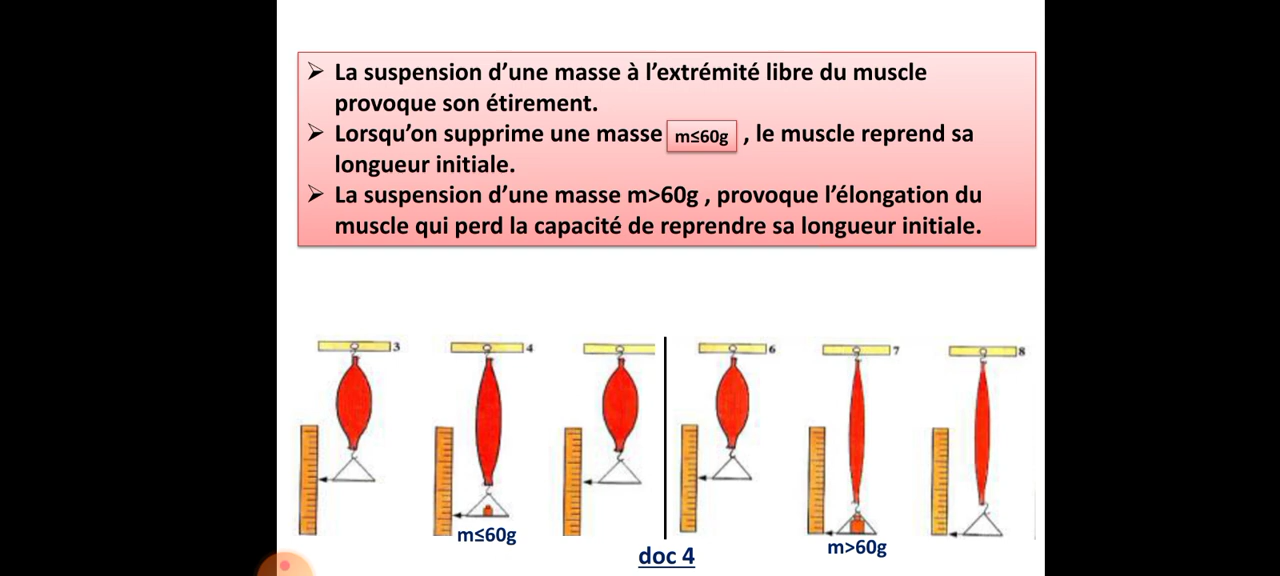 ➢ La suspension d’une masse à l’extrémité libre du muscle
provoque son étirement.
➢ Lorsqu’on supprime une masse m≤60g , le muscle reprend sa
longueur initiale.
➢ La suspension d’une masse m>60g , provoque l’élongation du
muscle qui perd la capacité de reprendre sa longueur initiale.
3 4 6 7 8
m≤60g
m>60g
doc 4